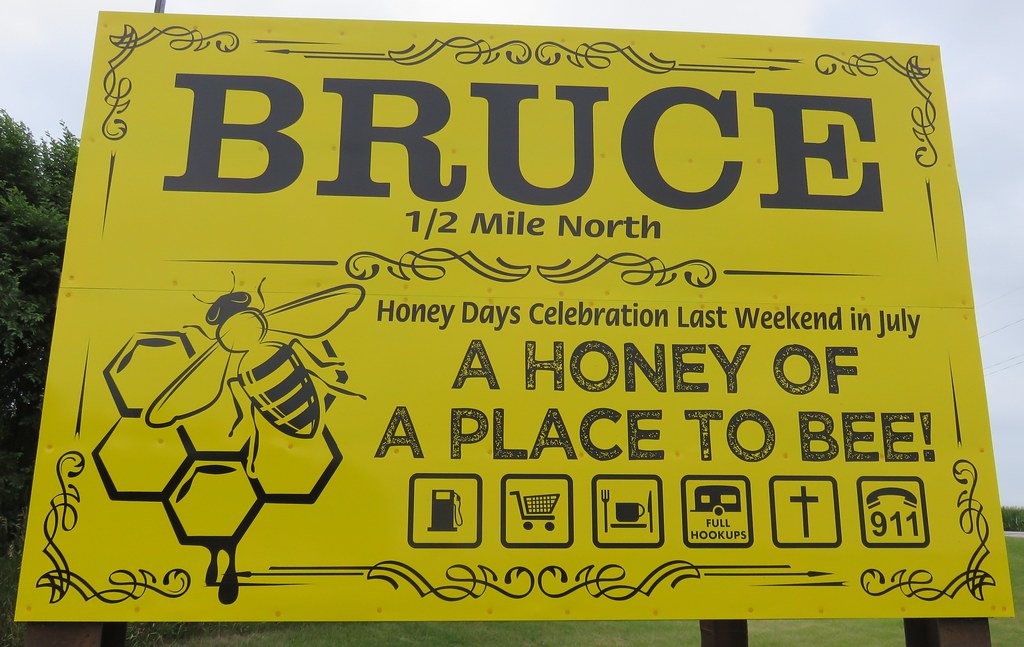 BRUCE
1/2 Mile North
Honey Days Celebration Last Weekend in July
A HONEY OF
A PLACE TO BEE!
FULL
HOOKUPS
911